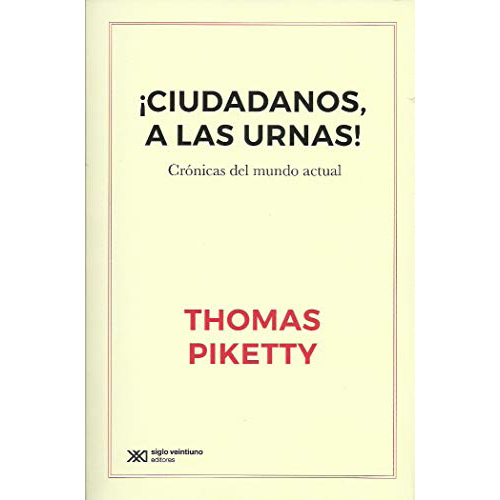 ¡CIUDADANOS,
A LAS URNAS!
Crónicas del mundo actual
THOMAS
PIKETTY
siglo veintiuno
editores